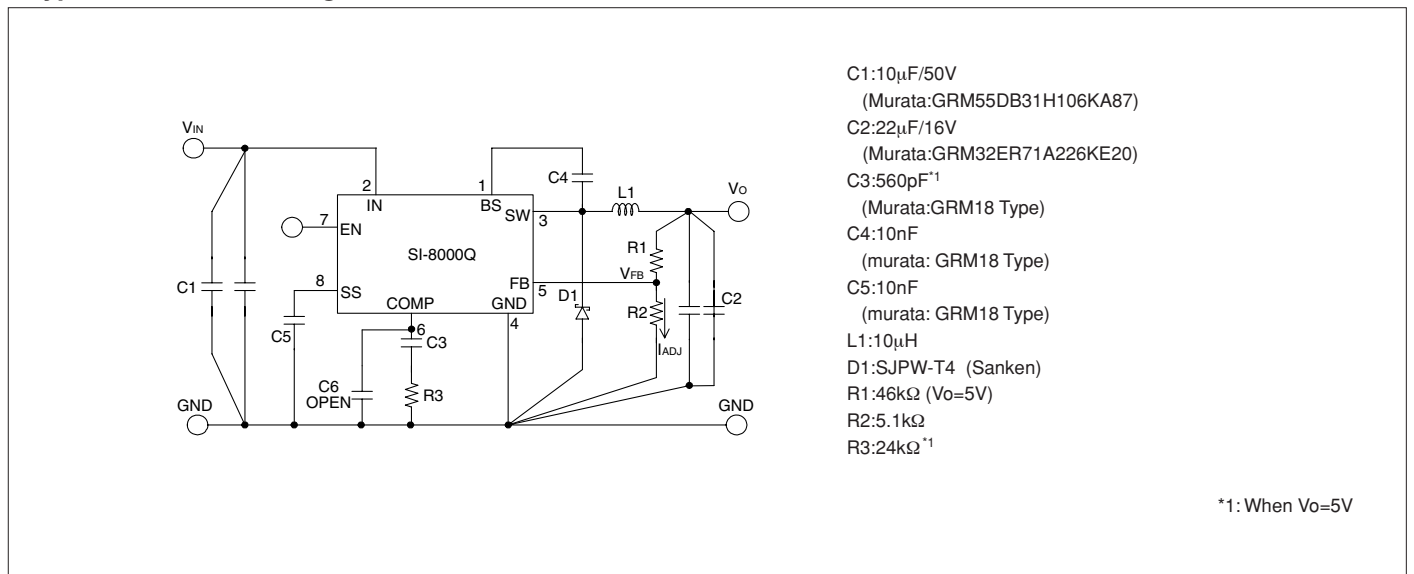 VIN
C1
GND
7
EN
8
SS
C5
2
IN
1
BS
SI-8000Q
COMP
6
C3
C6
OPEN
R3
GND
4
SW
3
FB
5
C4
D1
L1
VO
R1
VFB
R2
IADJ
C2
GND
C1:10µF/50V
(Murata:GRM55DB31H106KA87)
C2:22µF/16V
(Murata:GRM32ER71A226KE20)
C3:560pF*1
(Murata:GRM18 Type)
C4:10nF
(murata: GRM18 Type)
C5:10nF
(murata: GRM18 Type)
L1:10µH
D1:SJPW-T4 (Sanken)
R1:46kΩ (Vo=5V)
R2:5.1kΩ
R3:24kΩ*1
*1: When Vo=5V